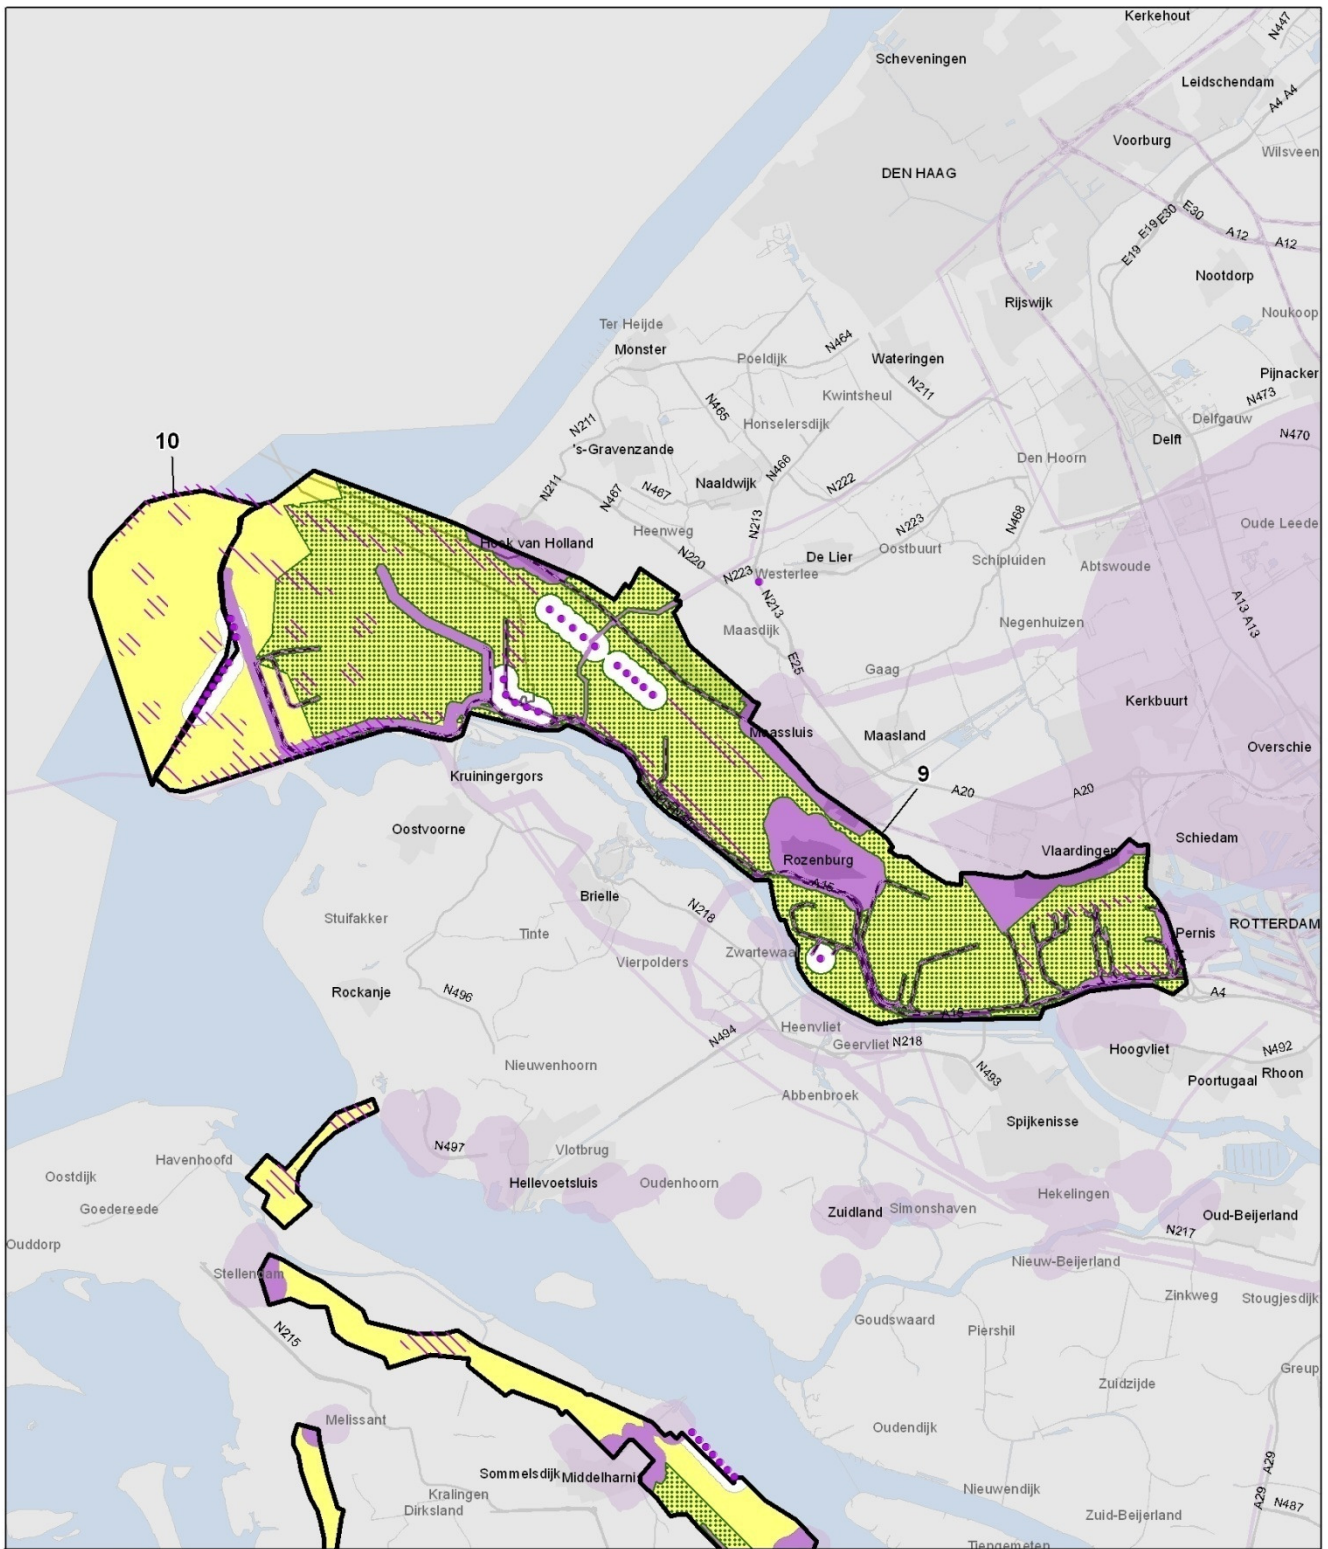 Kerkehout
N447
Scheveningen
Leidschendam
A4 A4
Voorburg
Wilsveen
DEN HAAG
E19
E30
E30
E19
A12
A12
Nootdorp
Rijswijk
Noukoop
Ter Heijde
Monster
Poeldijk
N464
Wateringen
Pijnacker
N211
N473
N465
Kwintsheul
N211
Honselersdijk
Delfgauw
10
's-Gravenzande
Delft
N470
N466
Den Hoorn
Naaldwijk
N211
N467
N467
N222
N213
N468
Heenweg
N223
Oude Leede
Hoek van Holland
N220
De Lier
Oostbuurt
Schipluiden
Abtswoude
N223
Westerlee
N213
A13 A13
Maasdijk
Negenhuizen
E25
Gaag
Kerkbuurt
Maassluis
Maasland
Overschie
Kruiningergors
9
A20
A20
Oostvoorne
Schiedam
Vlaardingen
Rozenburg
A15
Brielle
N218
Stuifakker
Tinte
Zwartewaal
Pernis
ROTTERDAM
Vierpolders
Rockanje
N496
A4
A15
Heenvliet
N494
Geervliet
N218
Hoogvliet
N492
Nieuwenhoorn
N493
Poortugaal
Rhoon
Abbenbroek
Spijkenisse
N497
Vlotbrug
Havenhoofd
Oostdijk
Hellevoetsluis
Oudenhoorn
Hekelingen
Goedereede
Zuidland
Simonshaven
Oud-Beijerland
N217
Ouddorp
Nieuw-Beijerland
Stellendam
Zinkweg
Stougjesdijk
Goudswaard
Piershil
N215
Greup
Zuidzijde
Melissant
Oudendijk
A29
Sommelsdijk
Middelharni
Kralingen
Nieuwendijk
A29
N487
Dirksland
Zuid-Beijerland
Tiengemeten